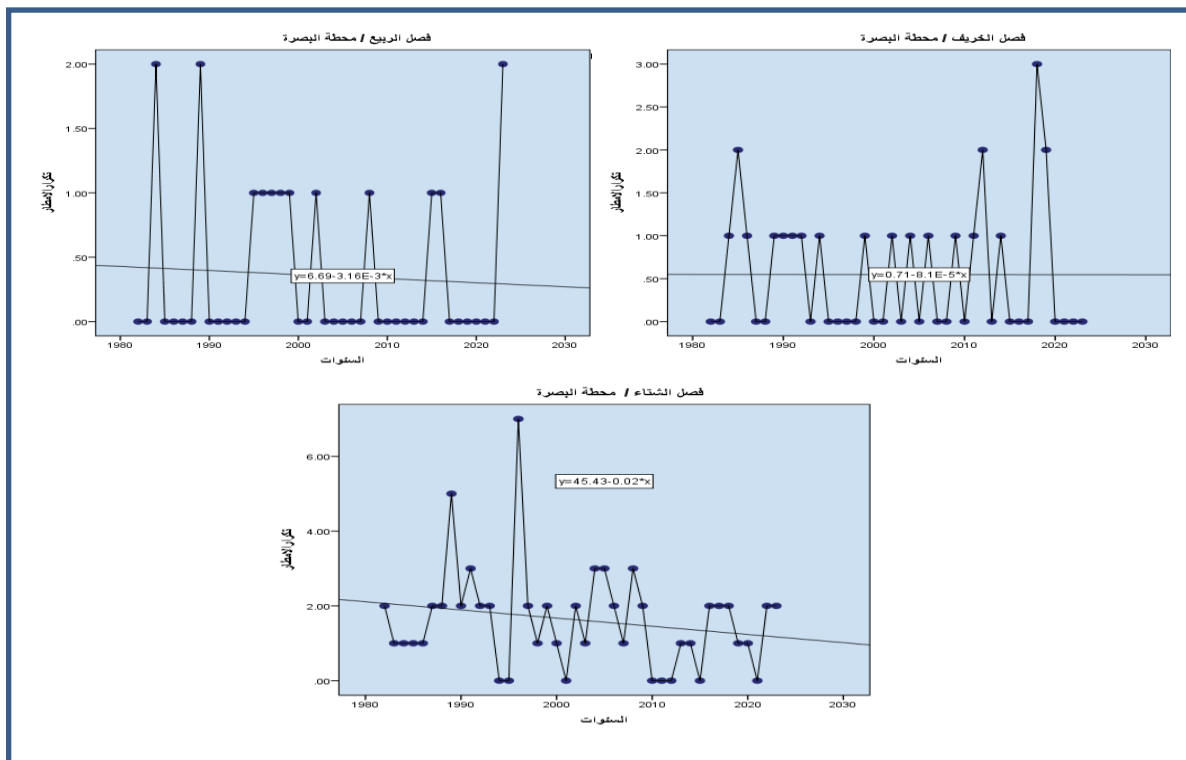 فصل الربيع / محطة البصرة
تكرار الامطار
2.00
1.50
1.00
.50
.00
y=6.69-3.16E-3*x
1980
1990
2000
2010
2020
2030
السنوات
فصل الخريف / محطة البصرة
تكرار الامطار
3.00
2.50
2.00
1.50
1.00
.50
.00
y=0.71-8.1E-5*x
1980
1990
2000
2010
2020
2030
السنوات
فصل الشتاء / محطة البصرة
تكرار الامطار
6.00
4.00
2.00
.00
y=45.43-0.02*x
1980
1990
2000
2010
2020
2030
السنوات